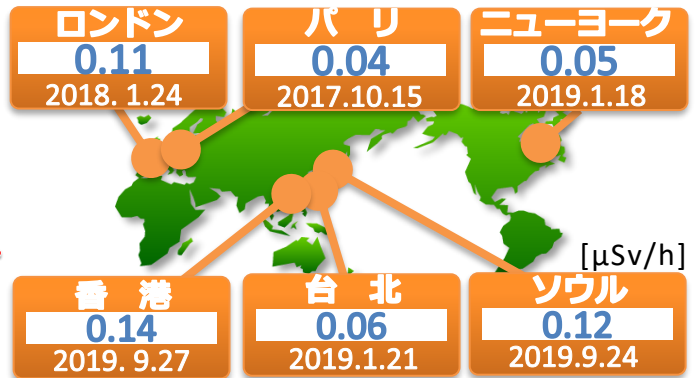 ロンドン
0.11
2018. 1.24
パ リ
0.04
2017.10.15
ニューヨーク
0.05
2019.1.18
[μSv/h]
香 港
0.14
2019. 9.27
台 北
0.06
2019.1.21
ソウル
0.12
2019.9.24